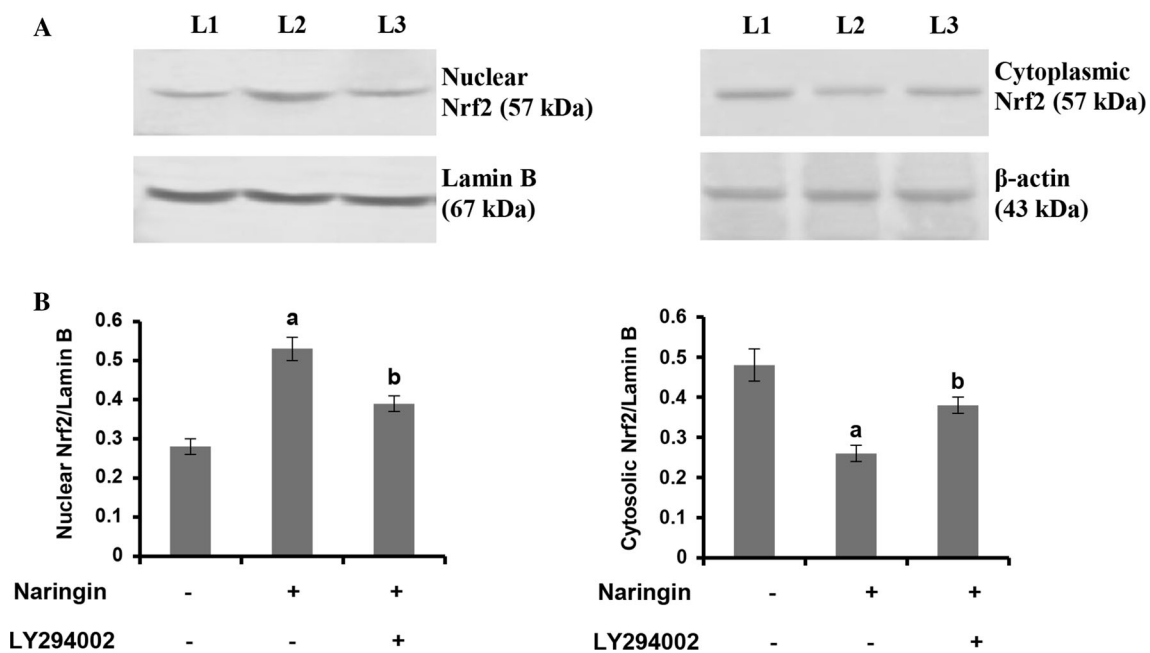 A
L1 L2 L3
Nuclear
Nrf2 (57 kDa)
Lamin B
(67 kDa)
L1 L2 L3
Cytoplasmic
Nrf2 (57 kDa)
β-actin
(43 kDa)
B
Nuclear Nrf2/Lamin B
0.6
0.5
0.4
0.3
0.2
0.1
0
a
b
Naringin - + +
LY294002 - - +
Cytosolic Nrf2/Lamin B
0.6
0.5
0.4
0.3
0.2
0.1
0
a
b
Naringin - + +
LY294002 - - +